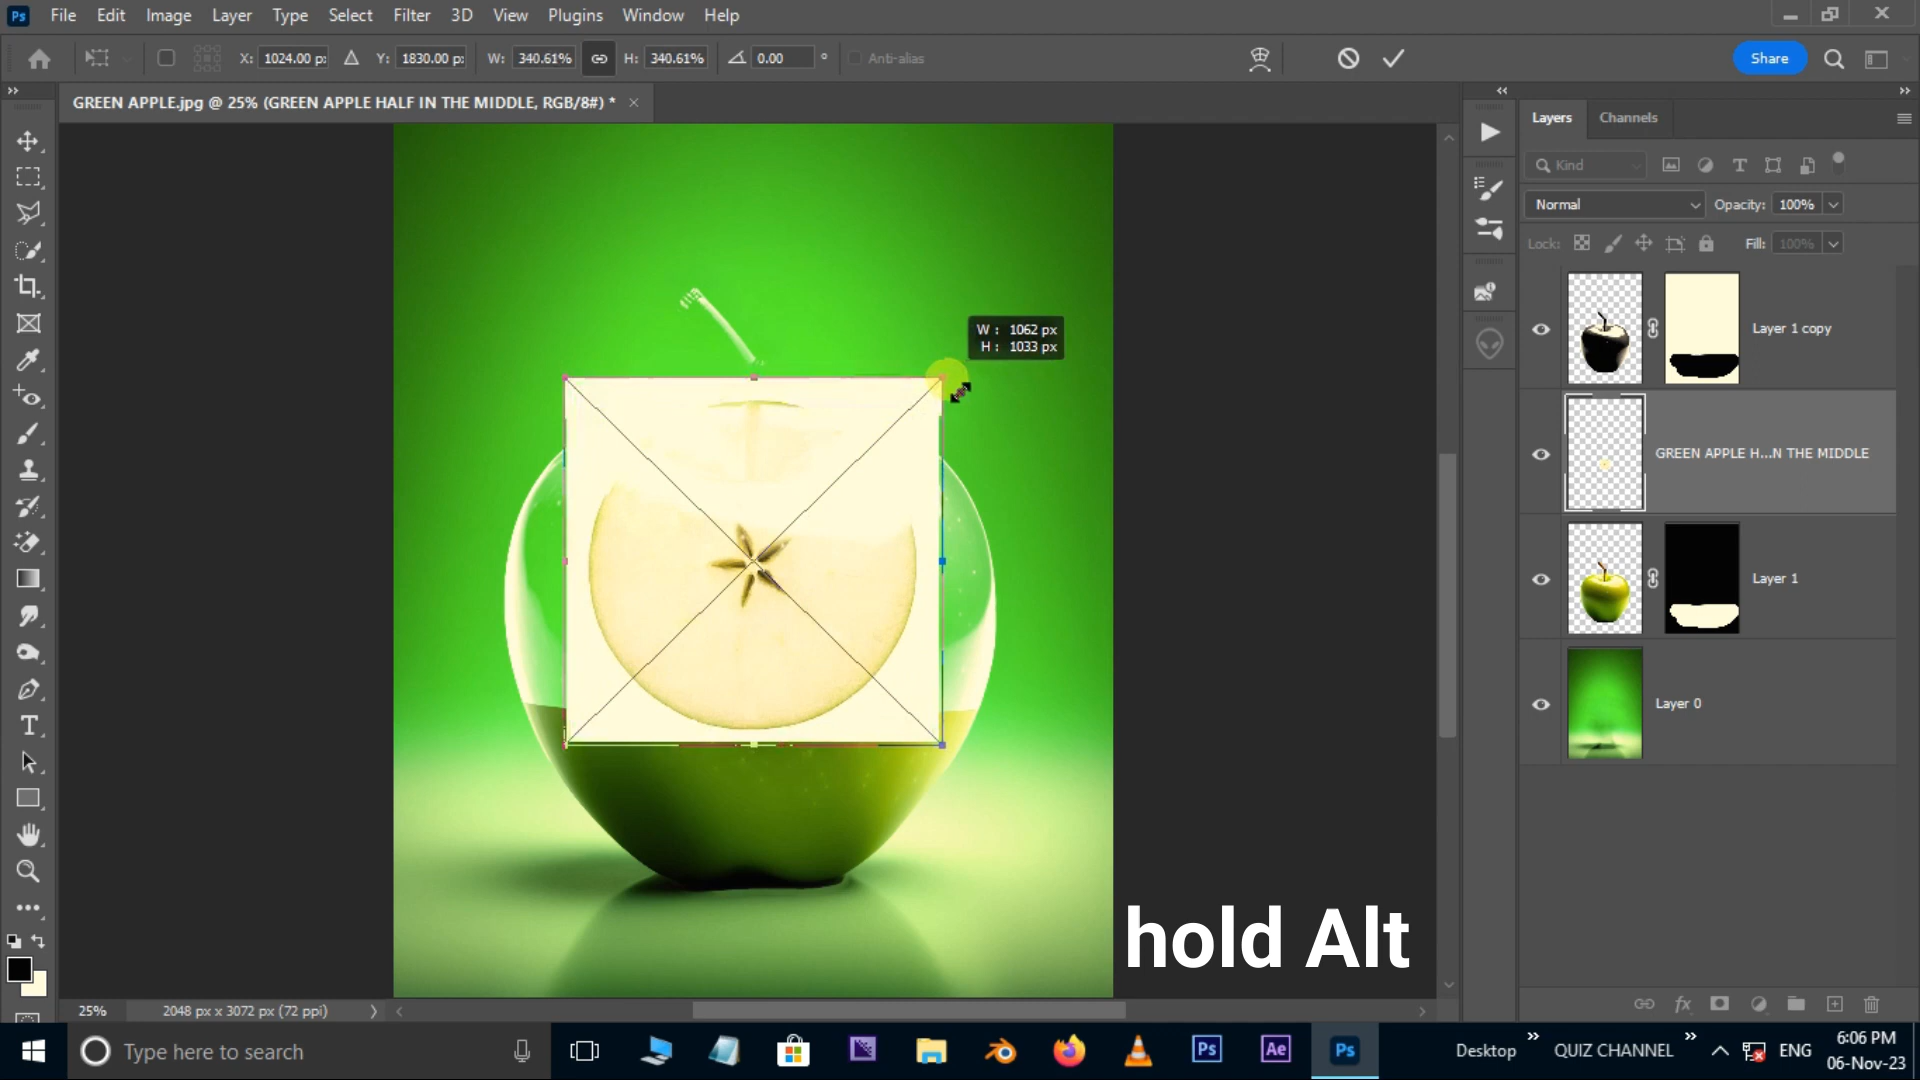 Ps File Edit Image Layer Type Select Filter 3D View Plugins Window Help
X: 1024.00 p: Y: 1830.00 p: W: 340.61% H: 340.61% 0.00 ° Anti-alias Share
GREEN APPLE.jpg @ 25% (GREEN APPLE HALF IN THE MIDDLE, RGB/8#) * ×
Layers Channels
Kind
Normal Opacity: 100%
Lock: Fill: 100%
W : 1062 px
H : 1033 px
Layer 1 copy
GREEN APPLE H...N THE MIDDLE
Layer 1
Layer 0
hold Alt
25% 2048 px x 3072 px (72 ppi)
Type here to search Ps Ae Ps Desktop QUIZ CHANNEL ENG
6:06 PM
06-Nov-23